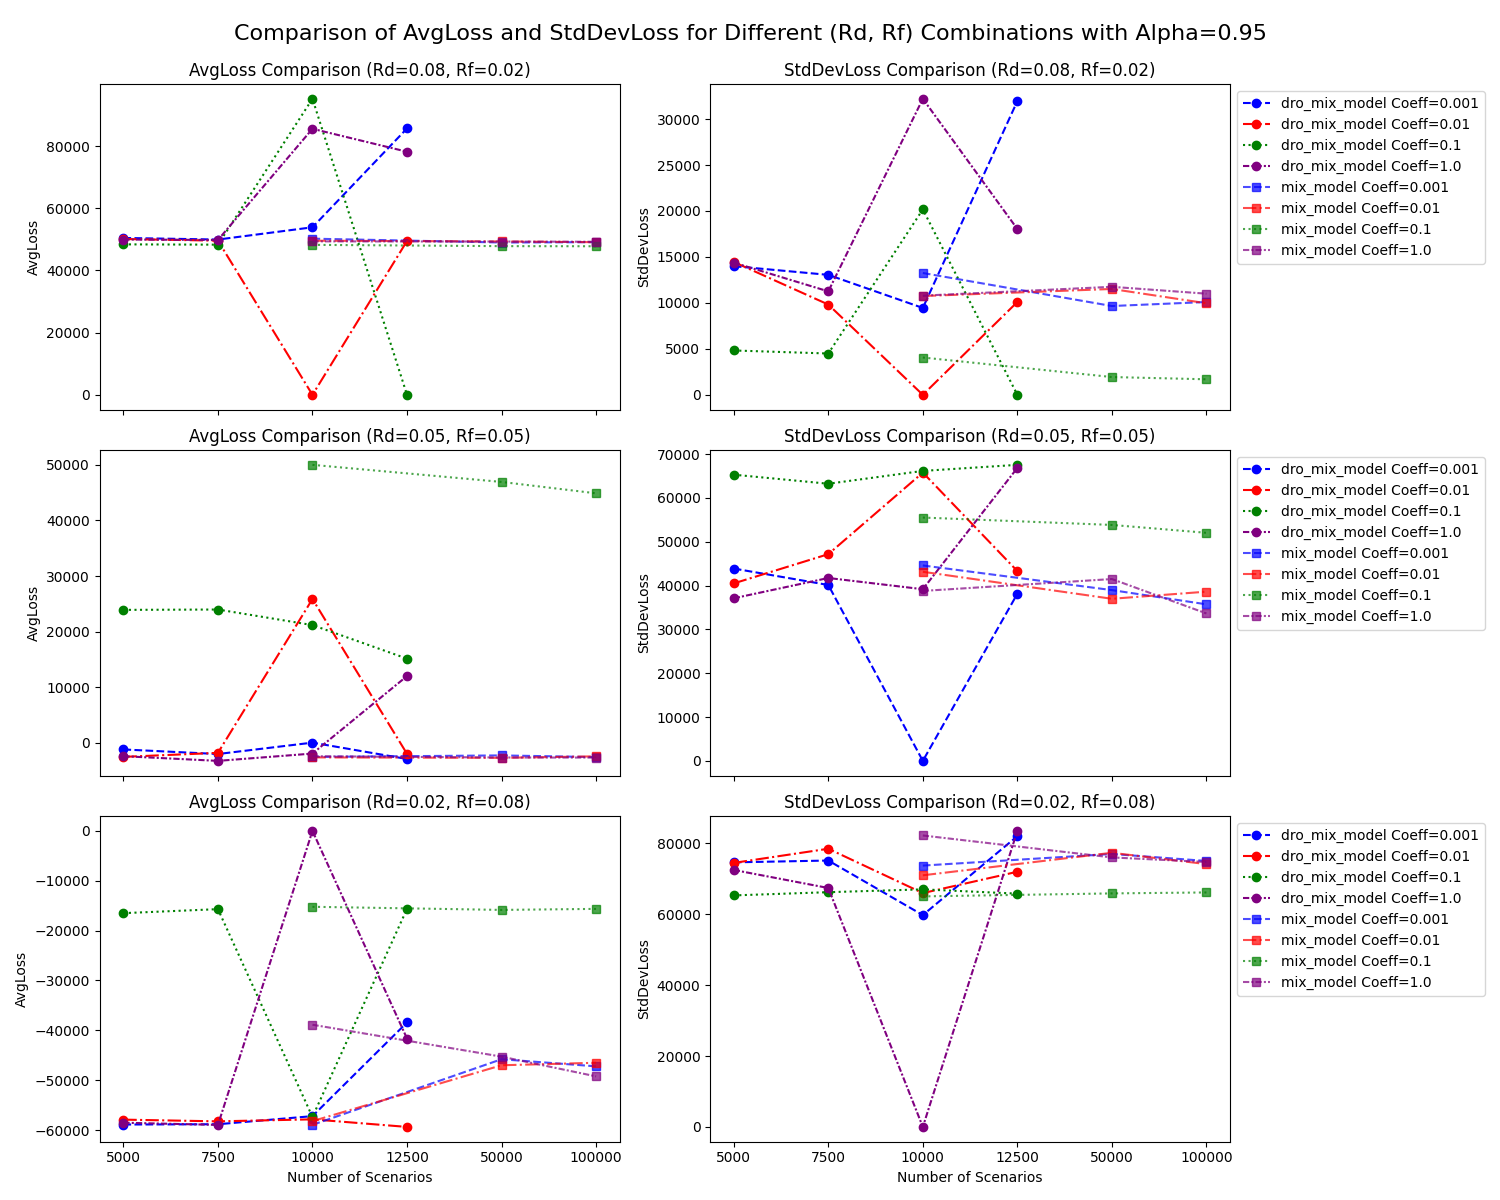 Comparison of AvgLoss and StdDevLoss for Different (Rd, Rf) Combinations with Alpha=0.95
AvgLoss Comparison (Rd=0.08, Rf=0.02)
AvgLoss
80000
60000
40000
20000
0
StdDevLoss Comparison (Rd=0.08, Rf=0.02)
StdDevLoss
30000
25000
20000
15000
10000
5000
0
dro_mix_model Coeff=0.001
dro_mix_model Coeff=0.01
dro_mix_model Coeff=0.1
dro_mix_model Coeff=1.0
mix_model Coeff=0.001
mix_model Coeff=0.01
mix_model Coeff=0.1
mix_model Coeff=1.0
AvgLoss Comparison (Rd=0.05, Rf=0.05)
AvgLoss
50000
40000
30000
20000
10000
0
StdDevLoss Comparison (Rd=0.05, Rf=0.05)
StdDevLoss
70000
60000
50000
40000
30000
20000
10000
0
dro_mix_model Coeff=0.001
dro_mix_model Coeff=0.01
dro_mix_model Coeff=0.1
dro_mix_model Coeff=1.0
mix_model Coeff=0.001
mix_model Coeff=0.01
mix_model Coeff=0.1
mix_model Coeff=1.0
AvgLoss Comparison (Rd=0.02, Rf=0.08)
AvgLoss
0
−10000
−20000
−30000
−40000
−50000
−60000
5000 7500 10000 12500 50000 100000
Number of Scenarios
StdDevLoss Comparison (Rd=0.02, Rf=0.08)
StdDevLoss
80000
60000
40000
20000
0
5000 7500 10000 12500 50000 100000
Number of Scenarios
dro_mix_model Coeff=0.001
dro_mix_model Coeff=0.01
dro_mix_model Coeff=0.1
dro_mix_model Coeff=1.0
mix_model Coeff=0.001
mix_model Coeff=0.01
mix_model Coeff=0.1
mix_model Coeff=1.0